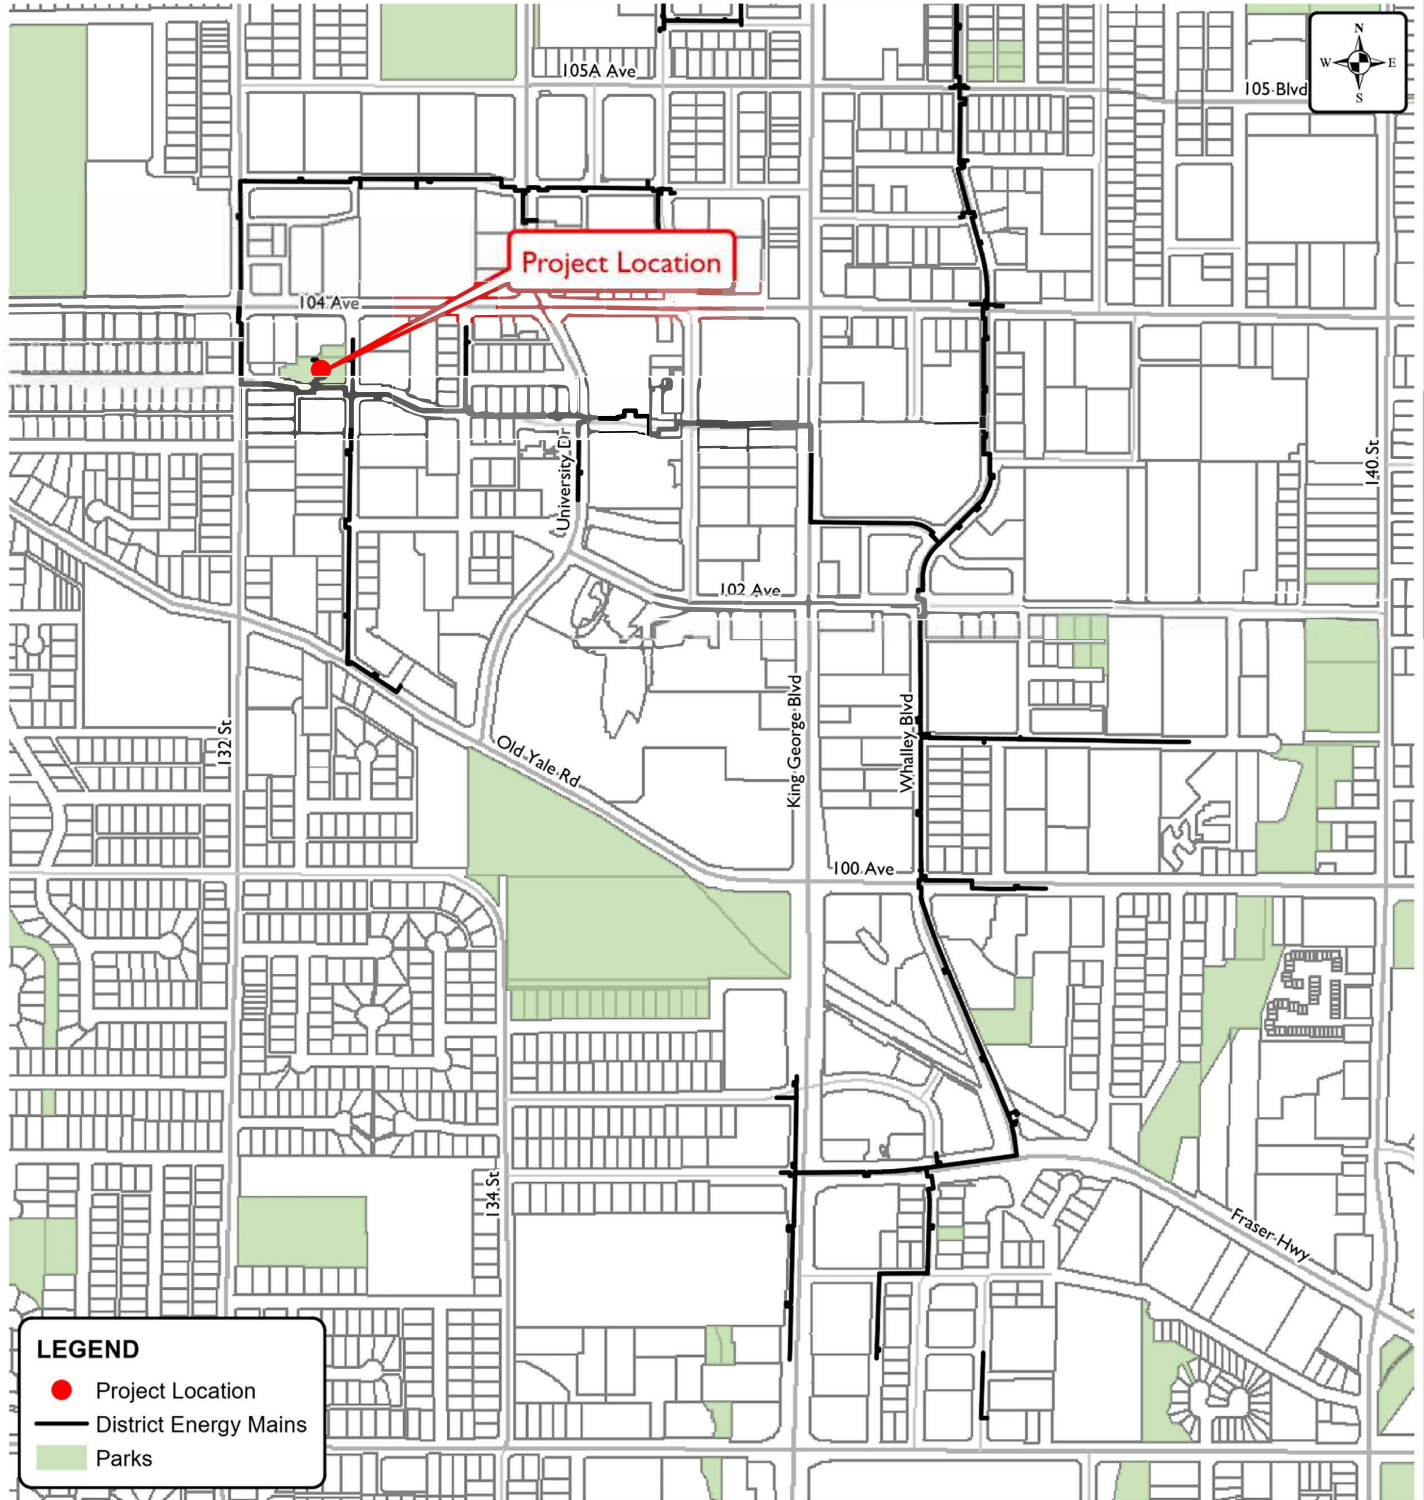 105A Ave
N
W E
S
105 Blvd
Project Location
104 Ave
University Dr
140 St
102 Ave
132 St
Old Yale Rd
King George Blvd
Whalley Blvd
100 Ave
134 St
Fraser Hwy
LEGEND
Project Location
District Energy Mains
Parks